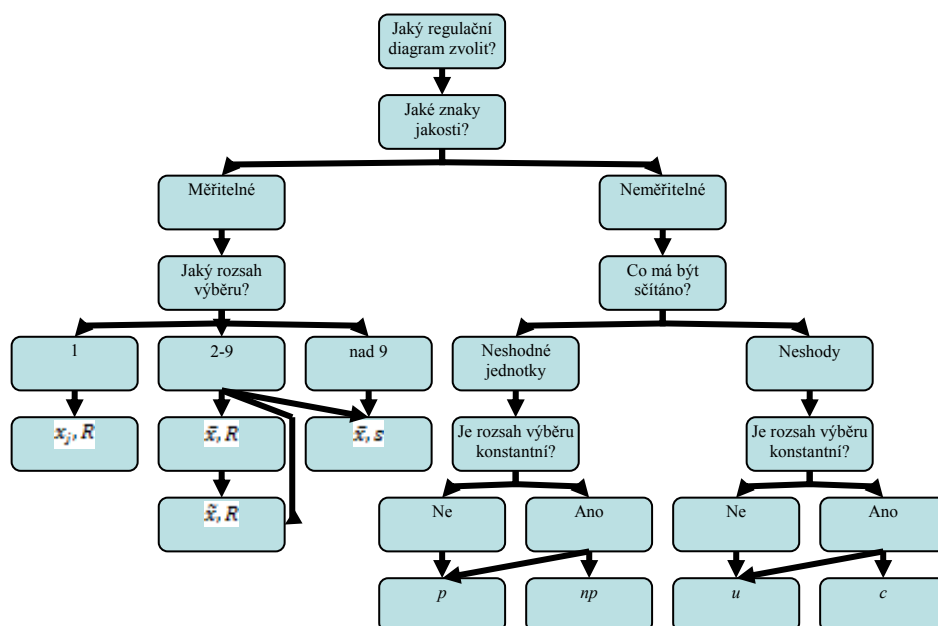 Jaký regulační
diagram zvolit?
Jaké znaky
jakosti?
Měřitelné
Neměřitelné
Jaký rozsah
výběru?
Co má být
sčítáno?
1
2-9
nad 9
Neshodné
jednotky
Neshody
x_j, R
x̄, R
x̄, s
Je rozsah výběru
konstantní?
Je rozsah výběru
konstantní?
x̃, R
Ne
Ano
Ne
Ano
p
np
u
c